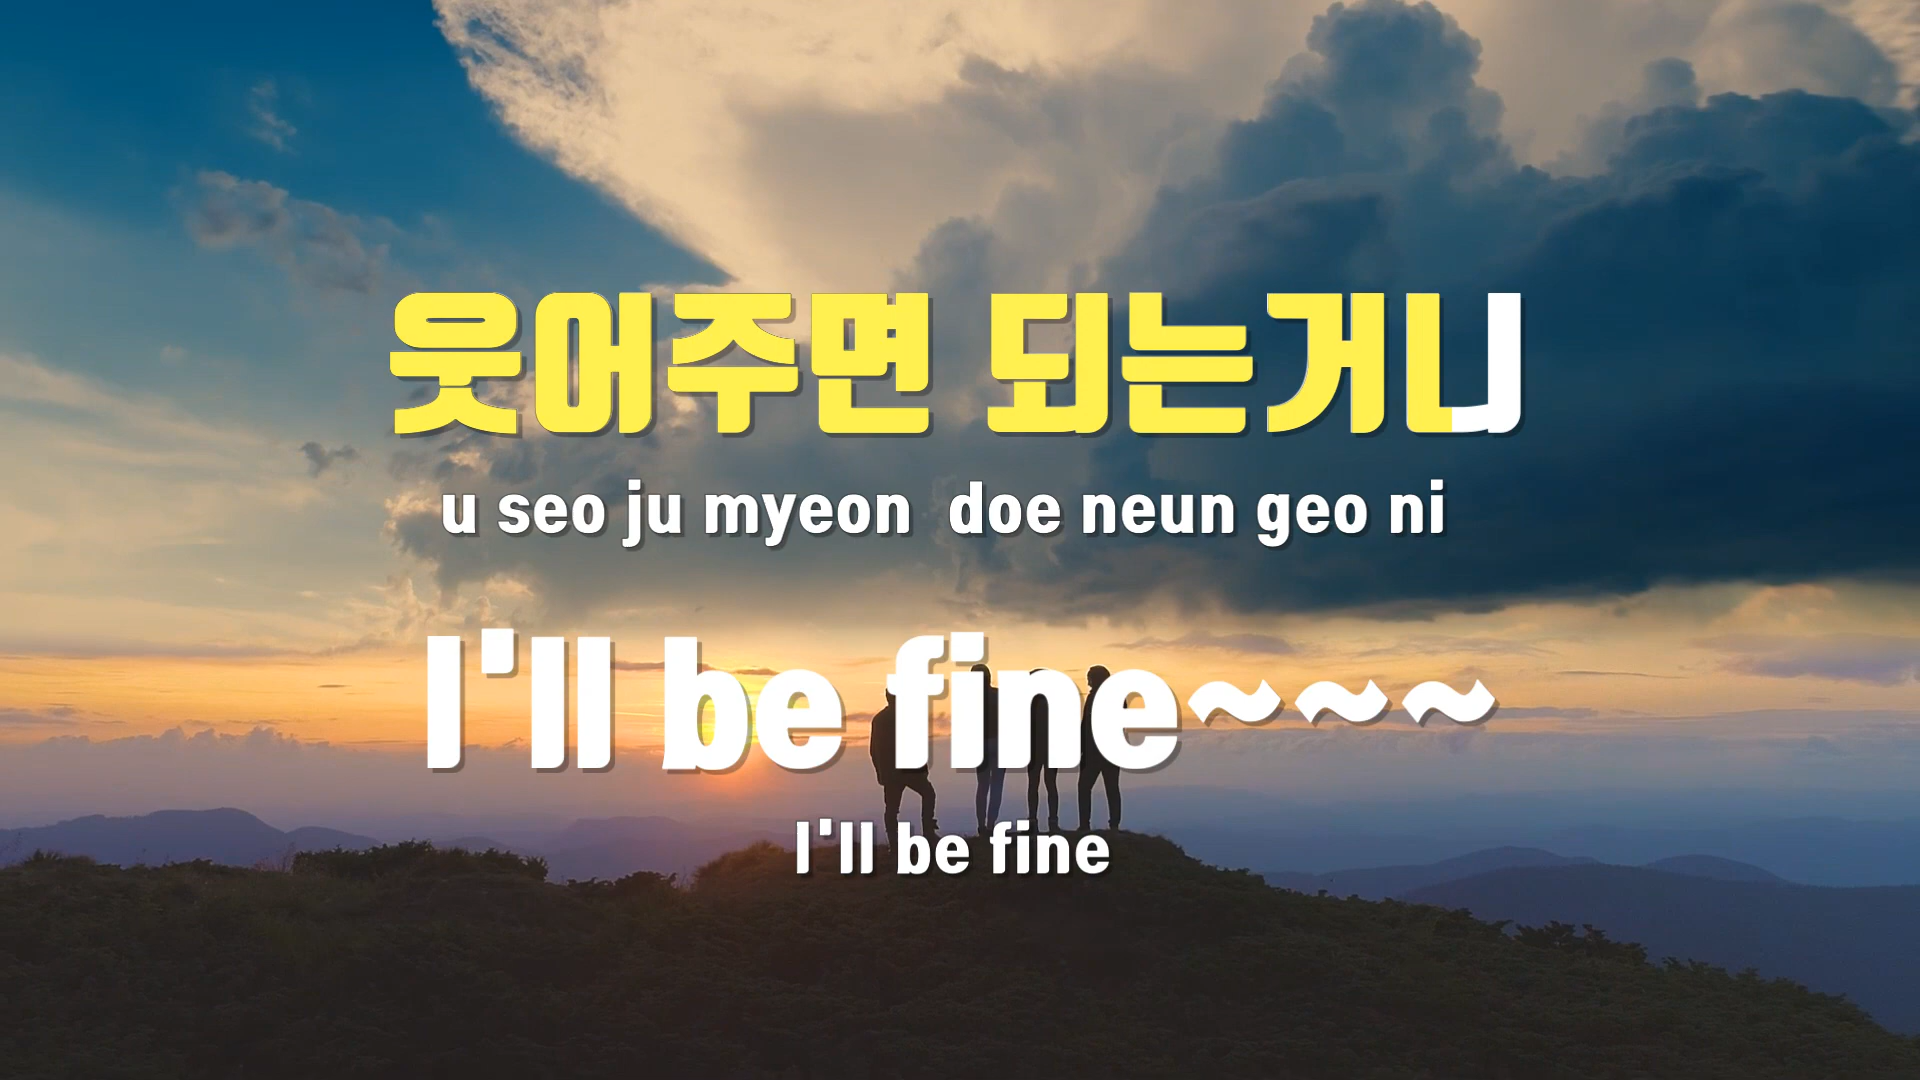 웃어주면 되는거니
u seo ju myeon doe neun geo ni
I'll be fine~~~
I'll be fine